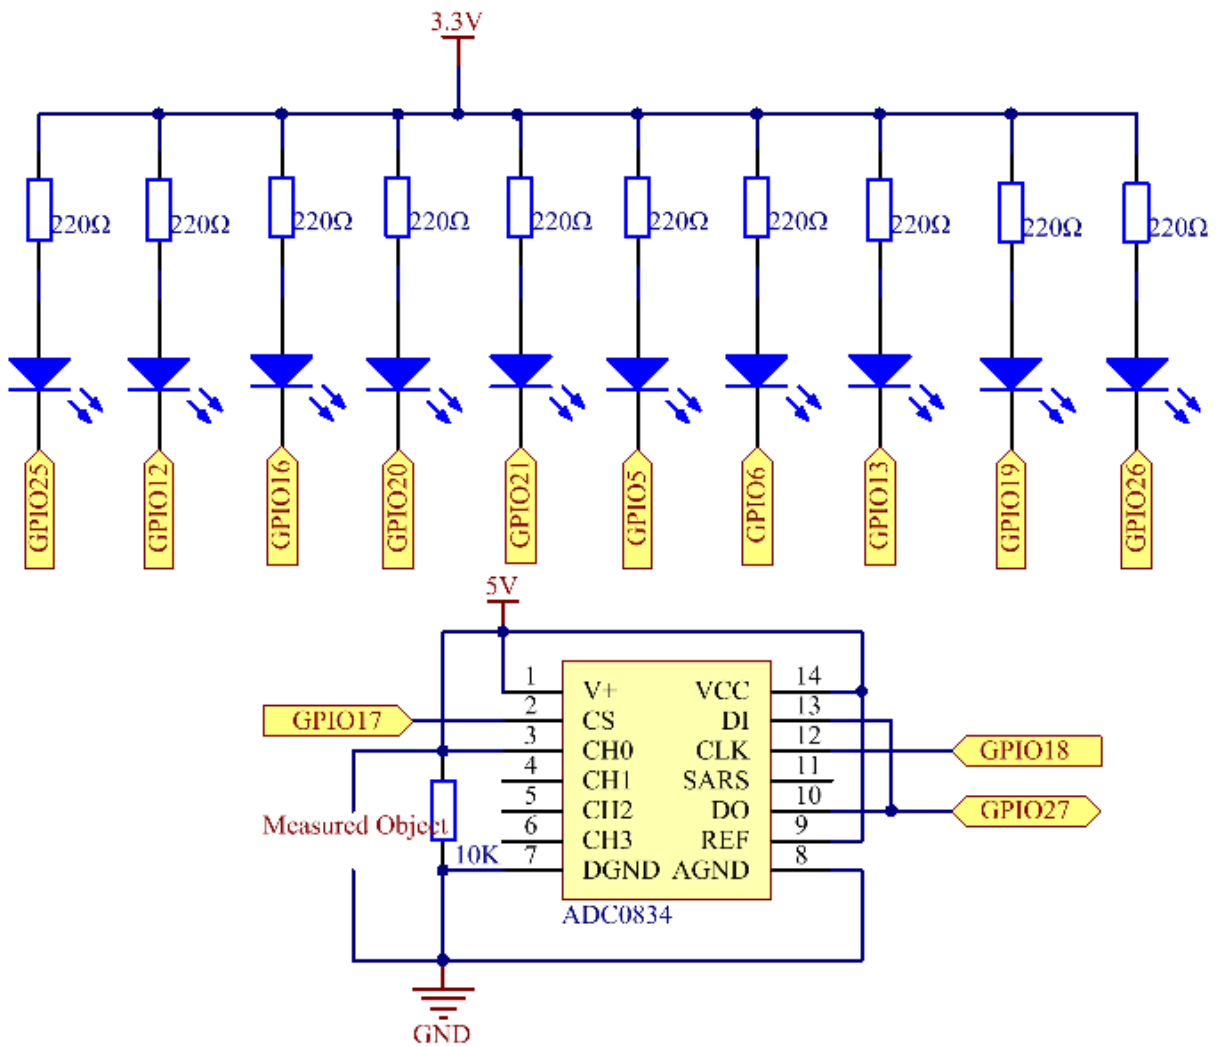 3.3V
220Ω 220Ω 220Ω 220Ω 220Ω 220Ω 220Ω 220Ω 220Ω 220Ω
GPIO25 GPIO12 GPIO16 GPIO20 GPIO21 GPIO5 GPIO6 GPIO13 GPIO19 GPIO26
5V
1 V+ VCC 14
GPIO17 2 CS DI 13
3 CH0 CLK 12 GPIO18
4 CH1 SARS 11
5 CH2 DO 10 GPIO27
Measured Object 6 CH3 REF 9
10K 7 DGND AGND 8
ADC0834
GND